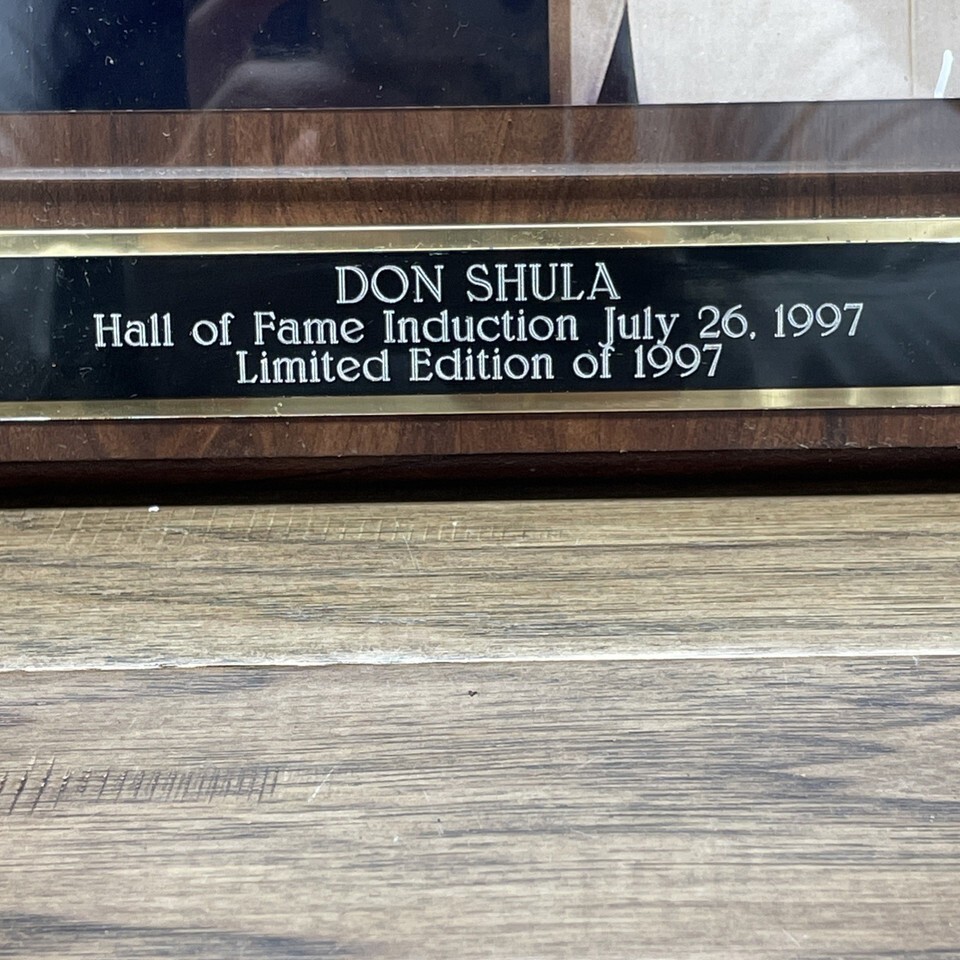 DON SHULA
Hall of Fame Induction July 26, 1997
Limited Edition of 1997